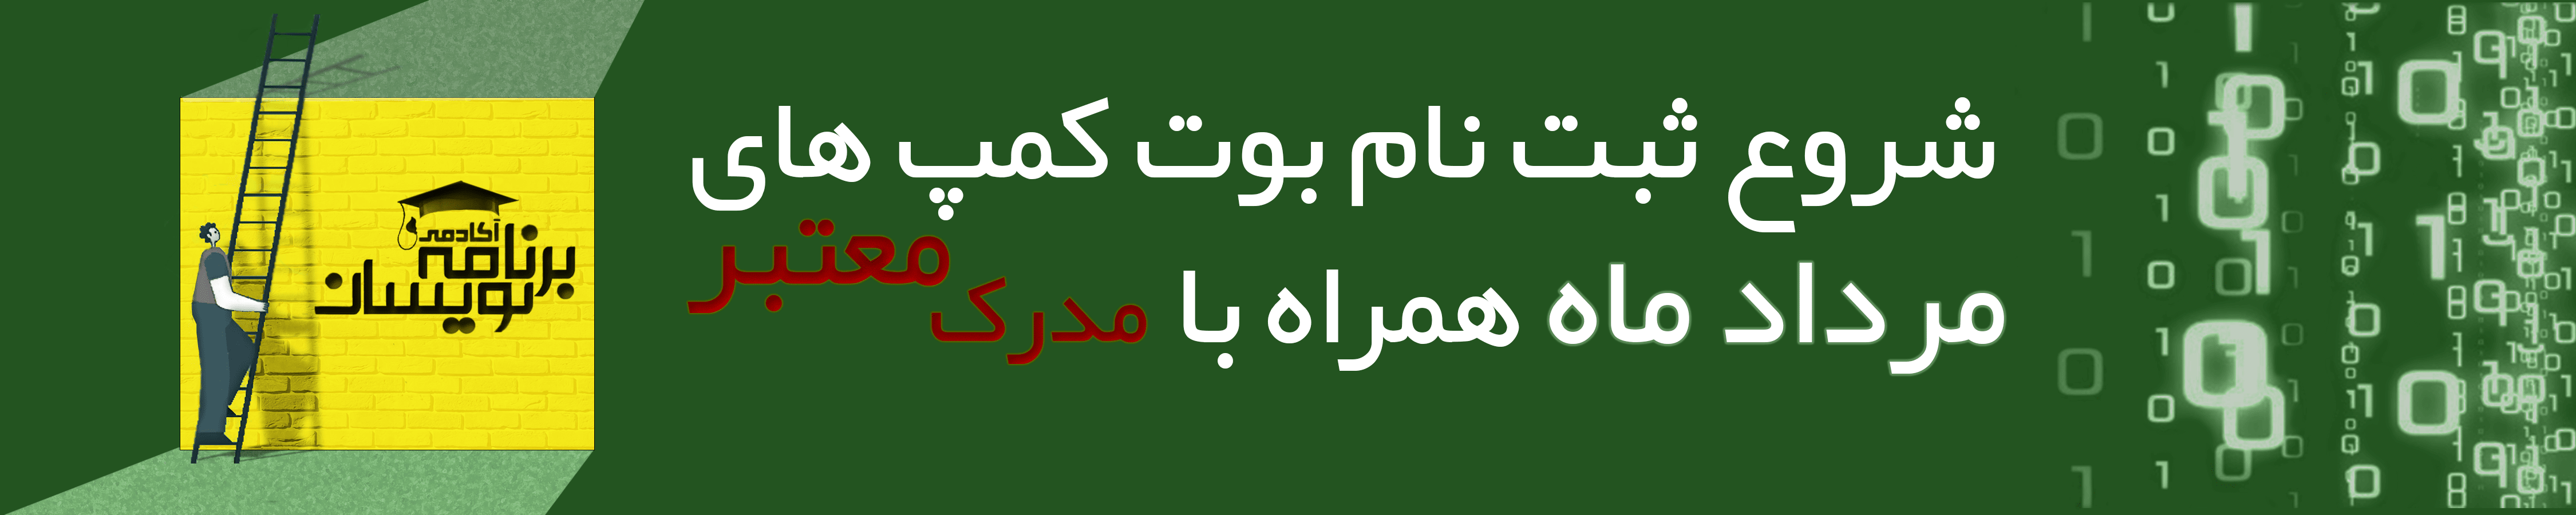 شروع ثبت نام بوت کمپ های
مرداد ماه همراه با مدرک معتبر
آکادمی
برنامه
نویسان